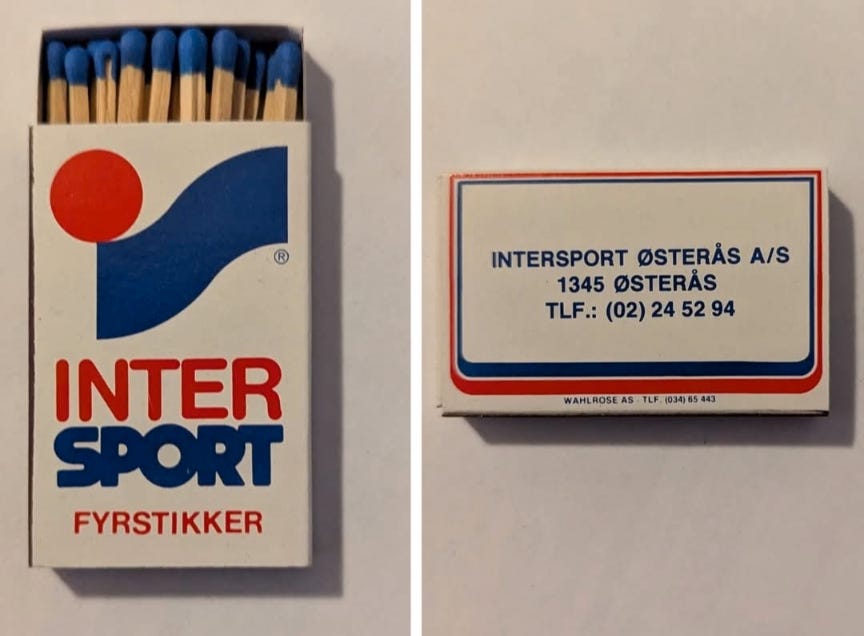 ®
INTER
SPORT
FYRSTIKKER
INTERSPORT ØSTERÅS A/S
1345 ØSTERÅS
TLF.: (02) 24 52 94
WAHLROSE AS · TLF. (034) 65 443